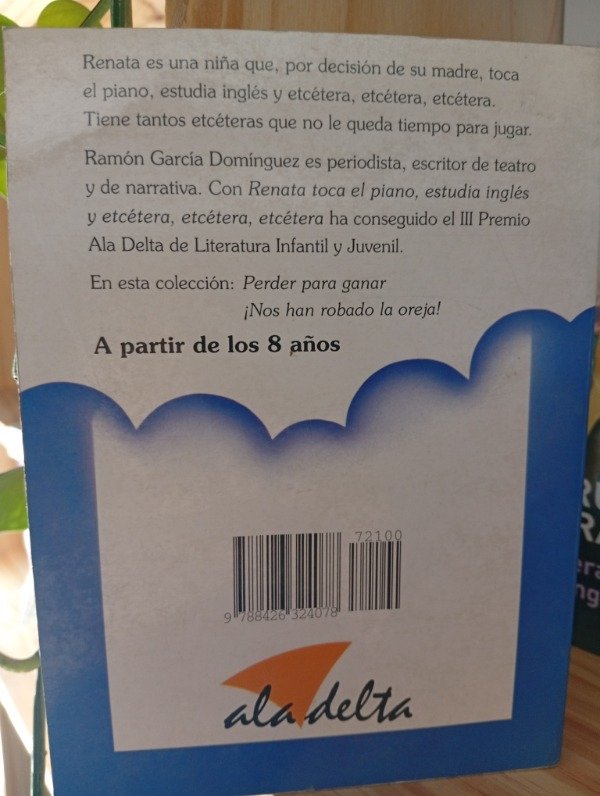 Renata es una niña que, por decisión de su madre, toca
el piano, estudia inglés y etcétera, etcétera, etcétera.
Tiene tantos etcéteras que no le queda tiempo para jugar.
Ramón García Domínguez es periodista, escritor de teatro
y de narrativa. Con Renata toca el piano, estudia inglés
y etcétera, etcétera, etcétera ha conseguido el III Premio
Ala Delta de Literatura Infantil y Juvenil.
En esta colección: Perder para ganar
¡Nos han robado la oreja!
A partir de los 8 años
72100
9 788426 324078
ala delta